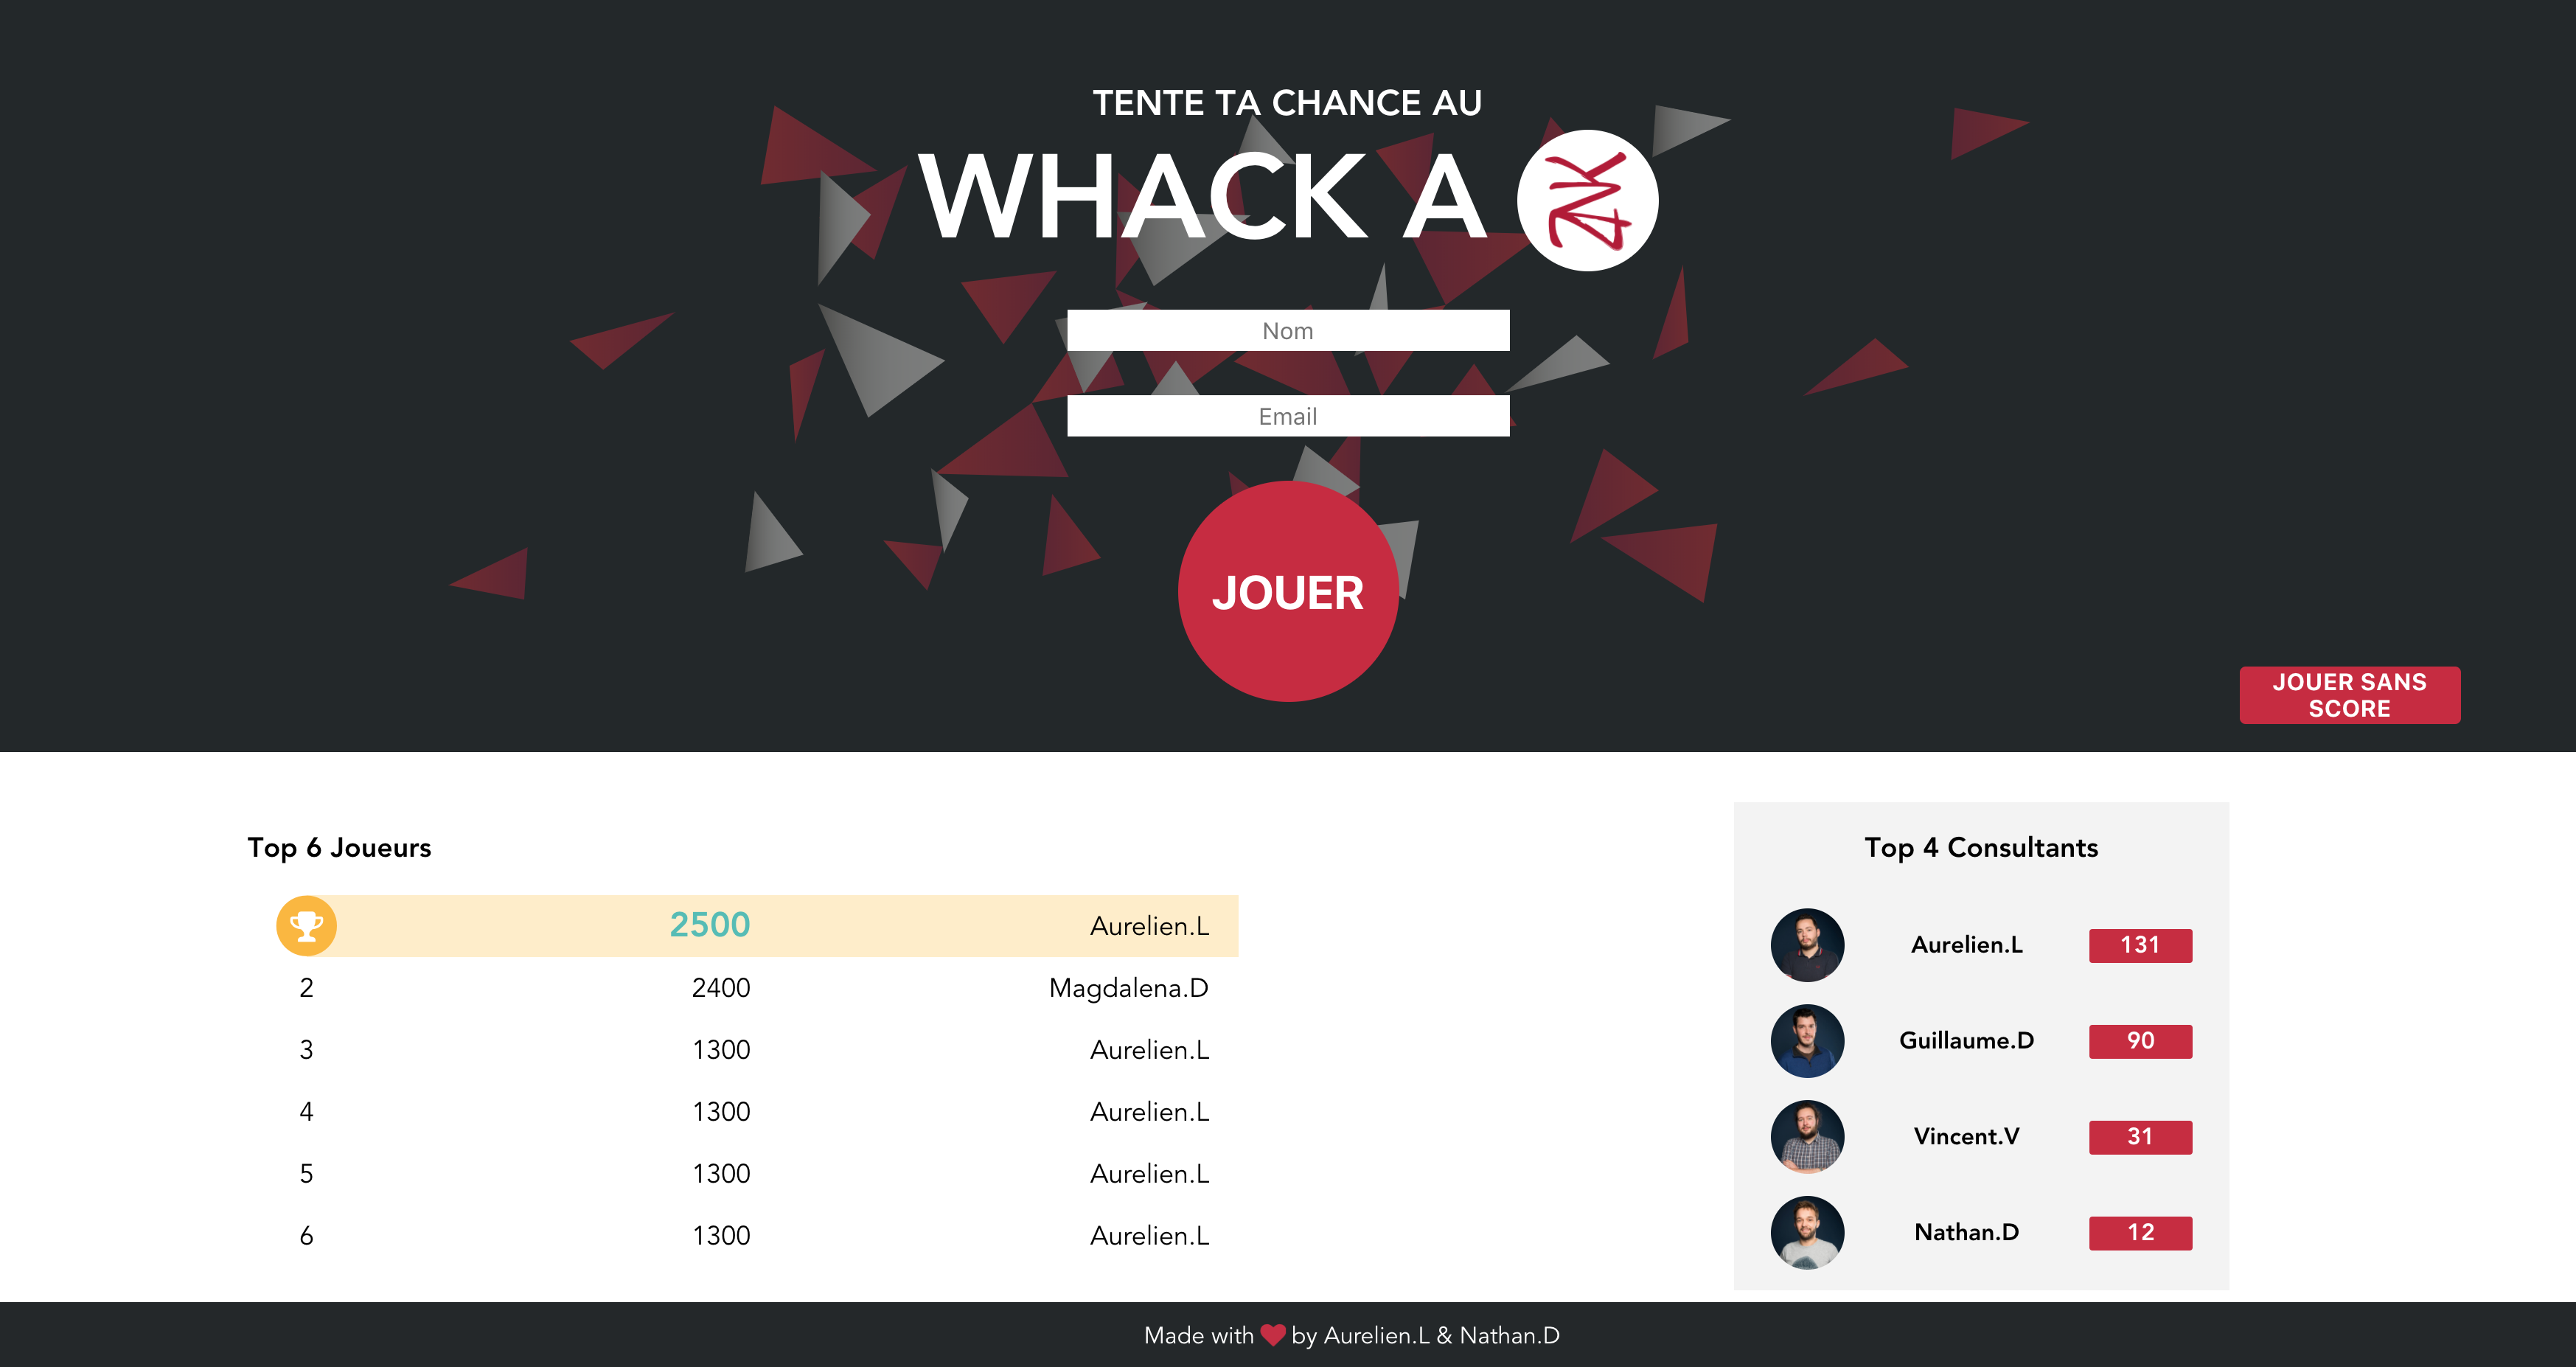 TENTE TA CHANCE AU
WHACK A
Nom
Email
JOUER
JOUER SANS
SCORE
Top 6 Joueurs
2500 Aurelien.L
2 2400 Magdalena.D
3 1300 Aurelien.L
4 1300 Aurelien.L
5 1300 Aurelien.L
6 1300 Aurelien.L
Top 4 Consultants
Aurelien.L 131
Guillaume.D 90
Vincent.V 31
Nathan.D 12
Made with ❤ by Aurelien.L & Nathan.D